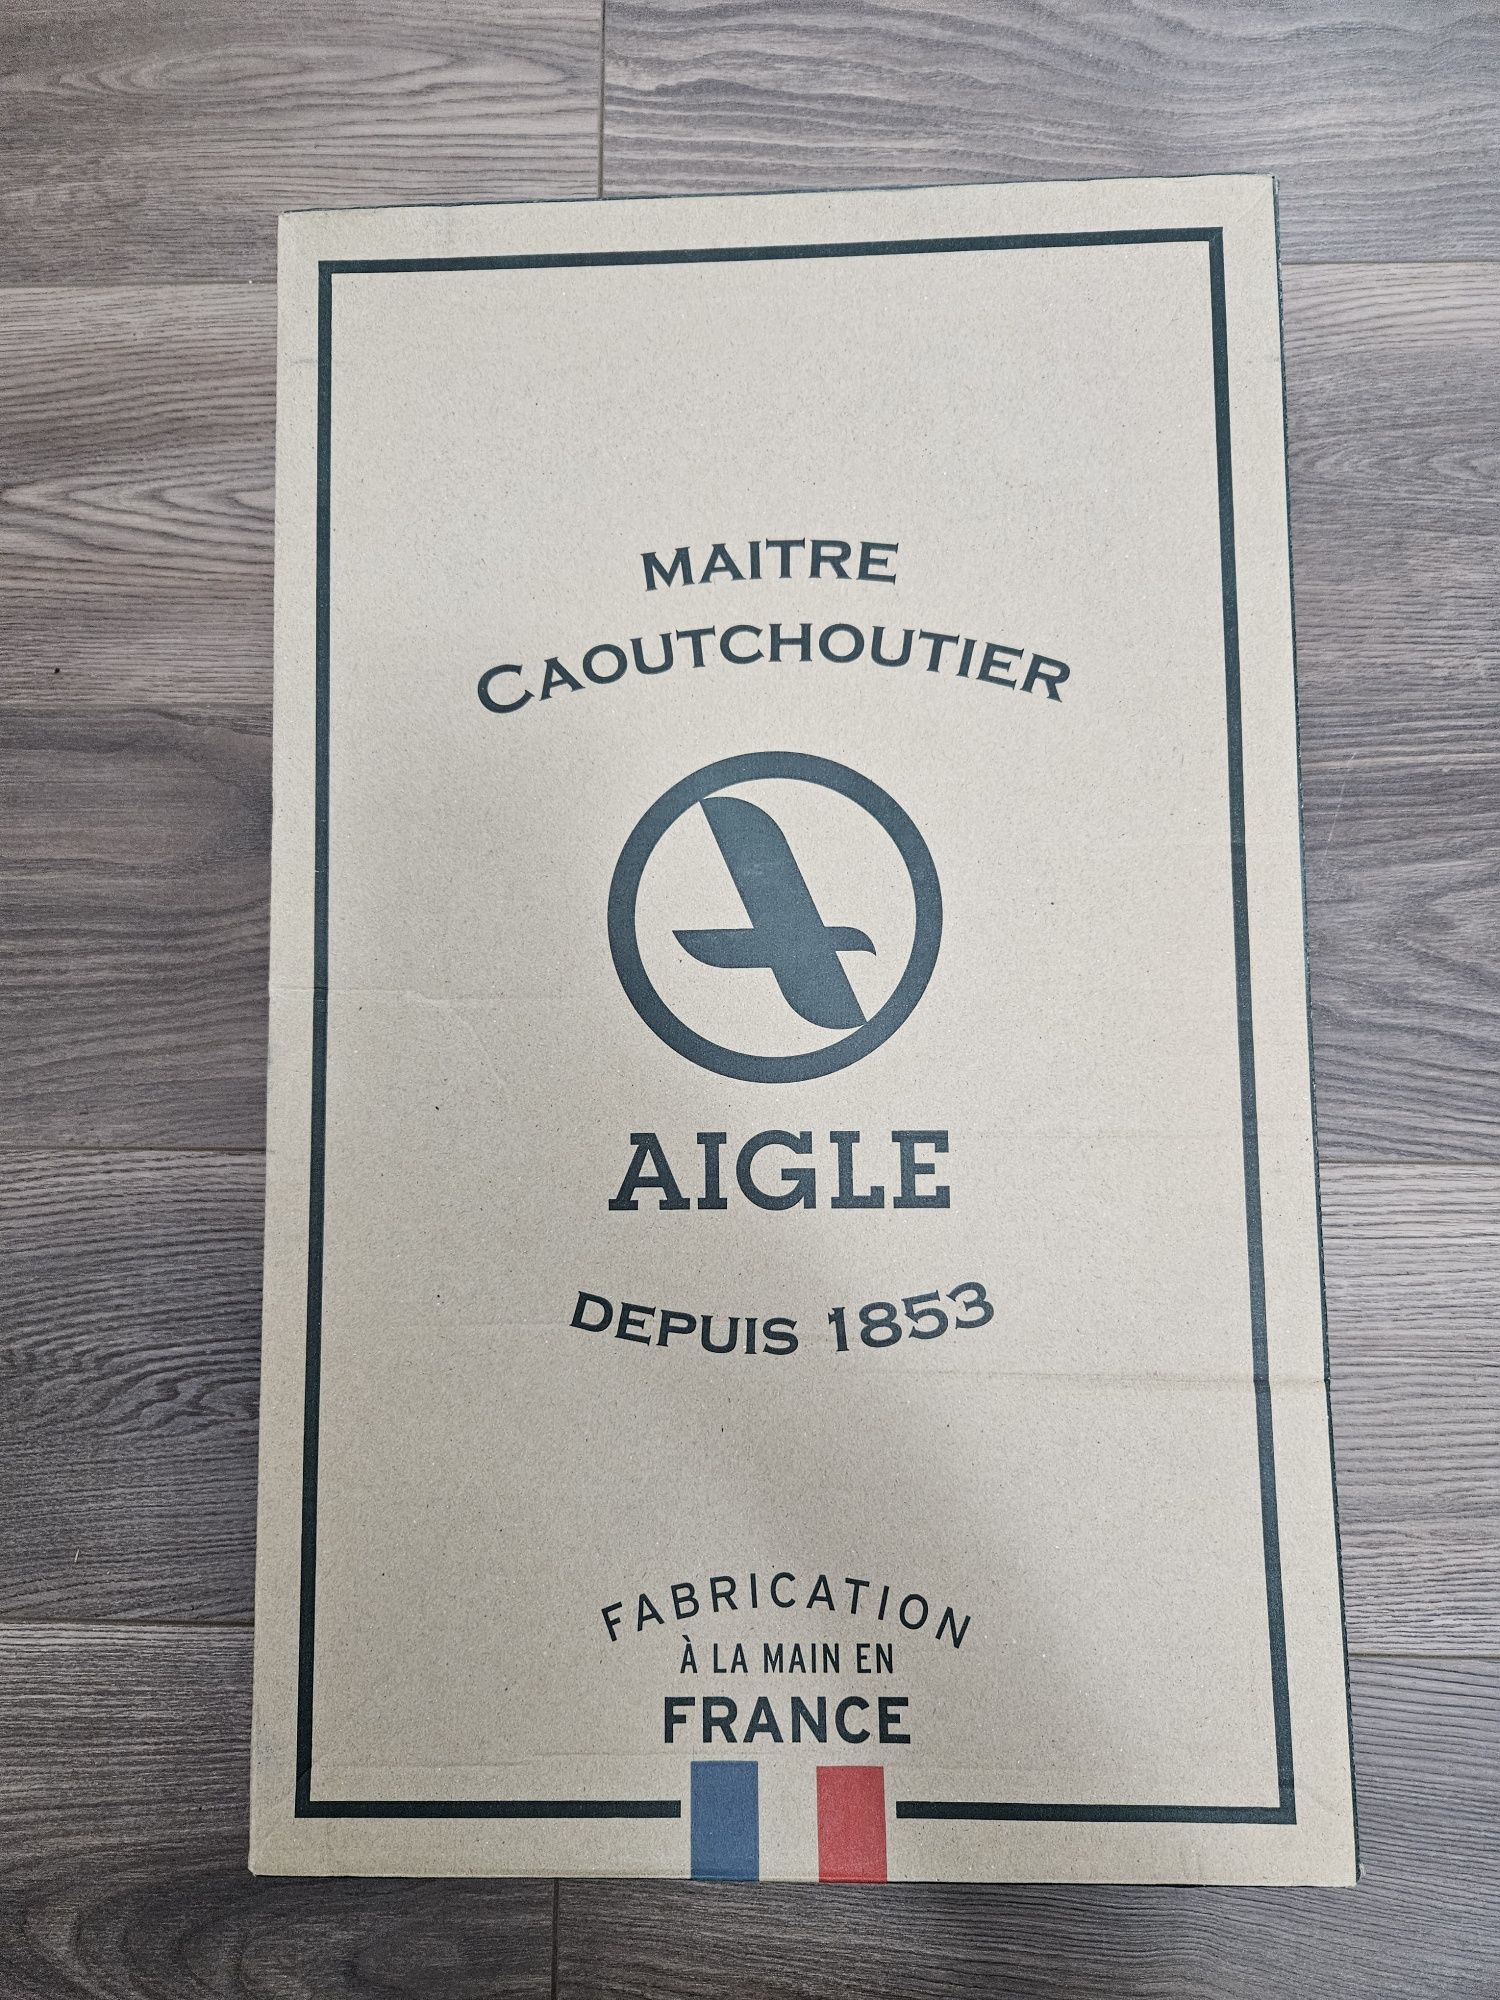 MAITRE
CAOUTCHOUTIER
AIGLE
DEPUIS 1853
FABRICATION
À LA MAIN EN
FRANCE